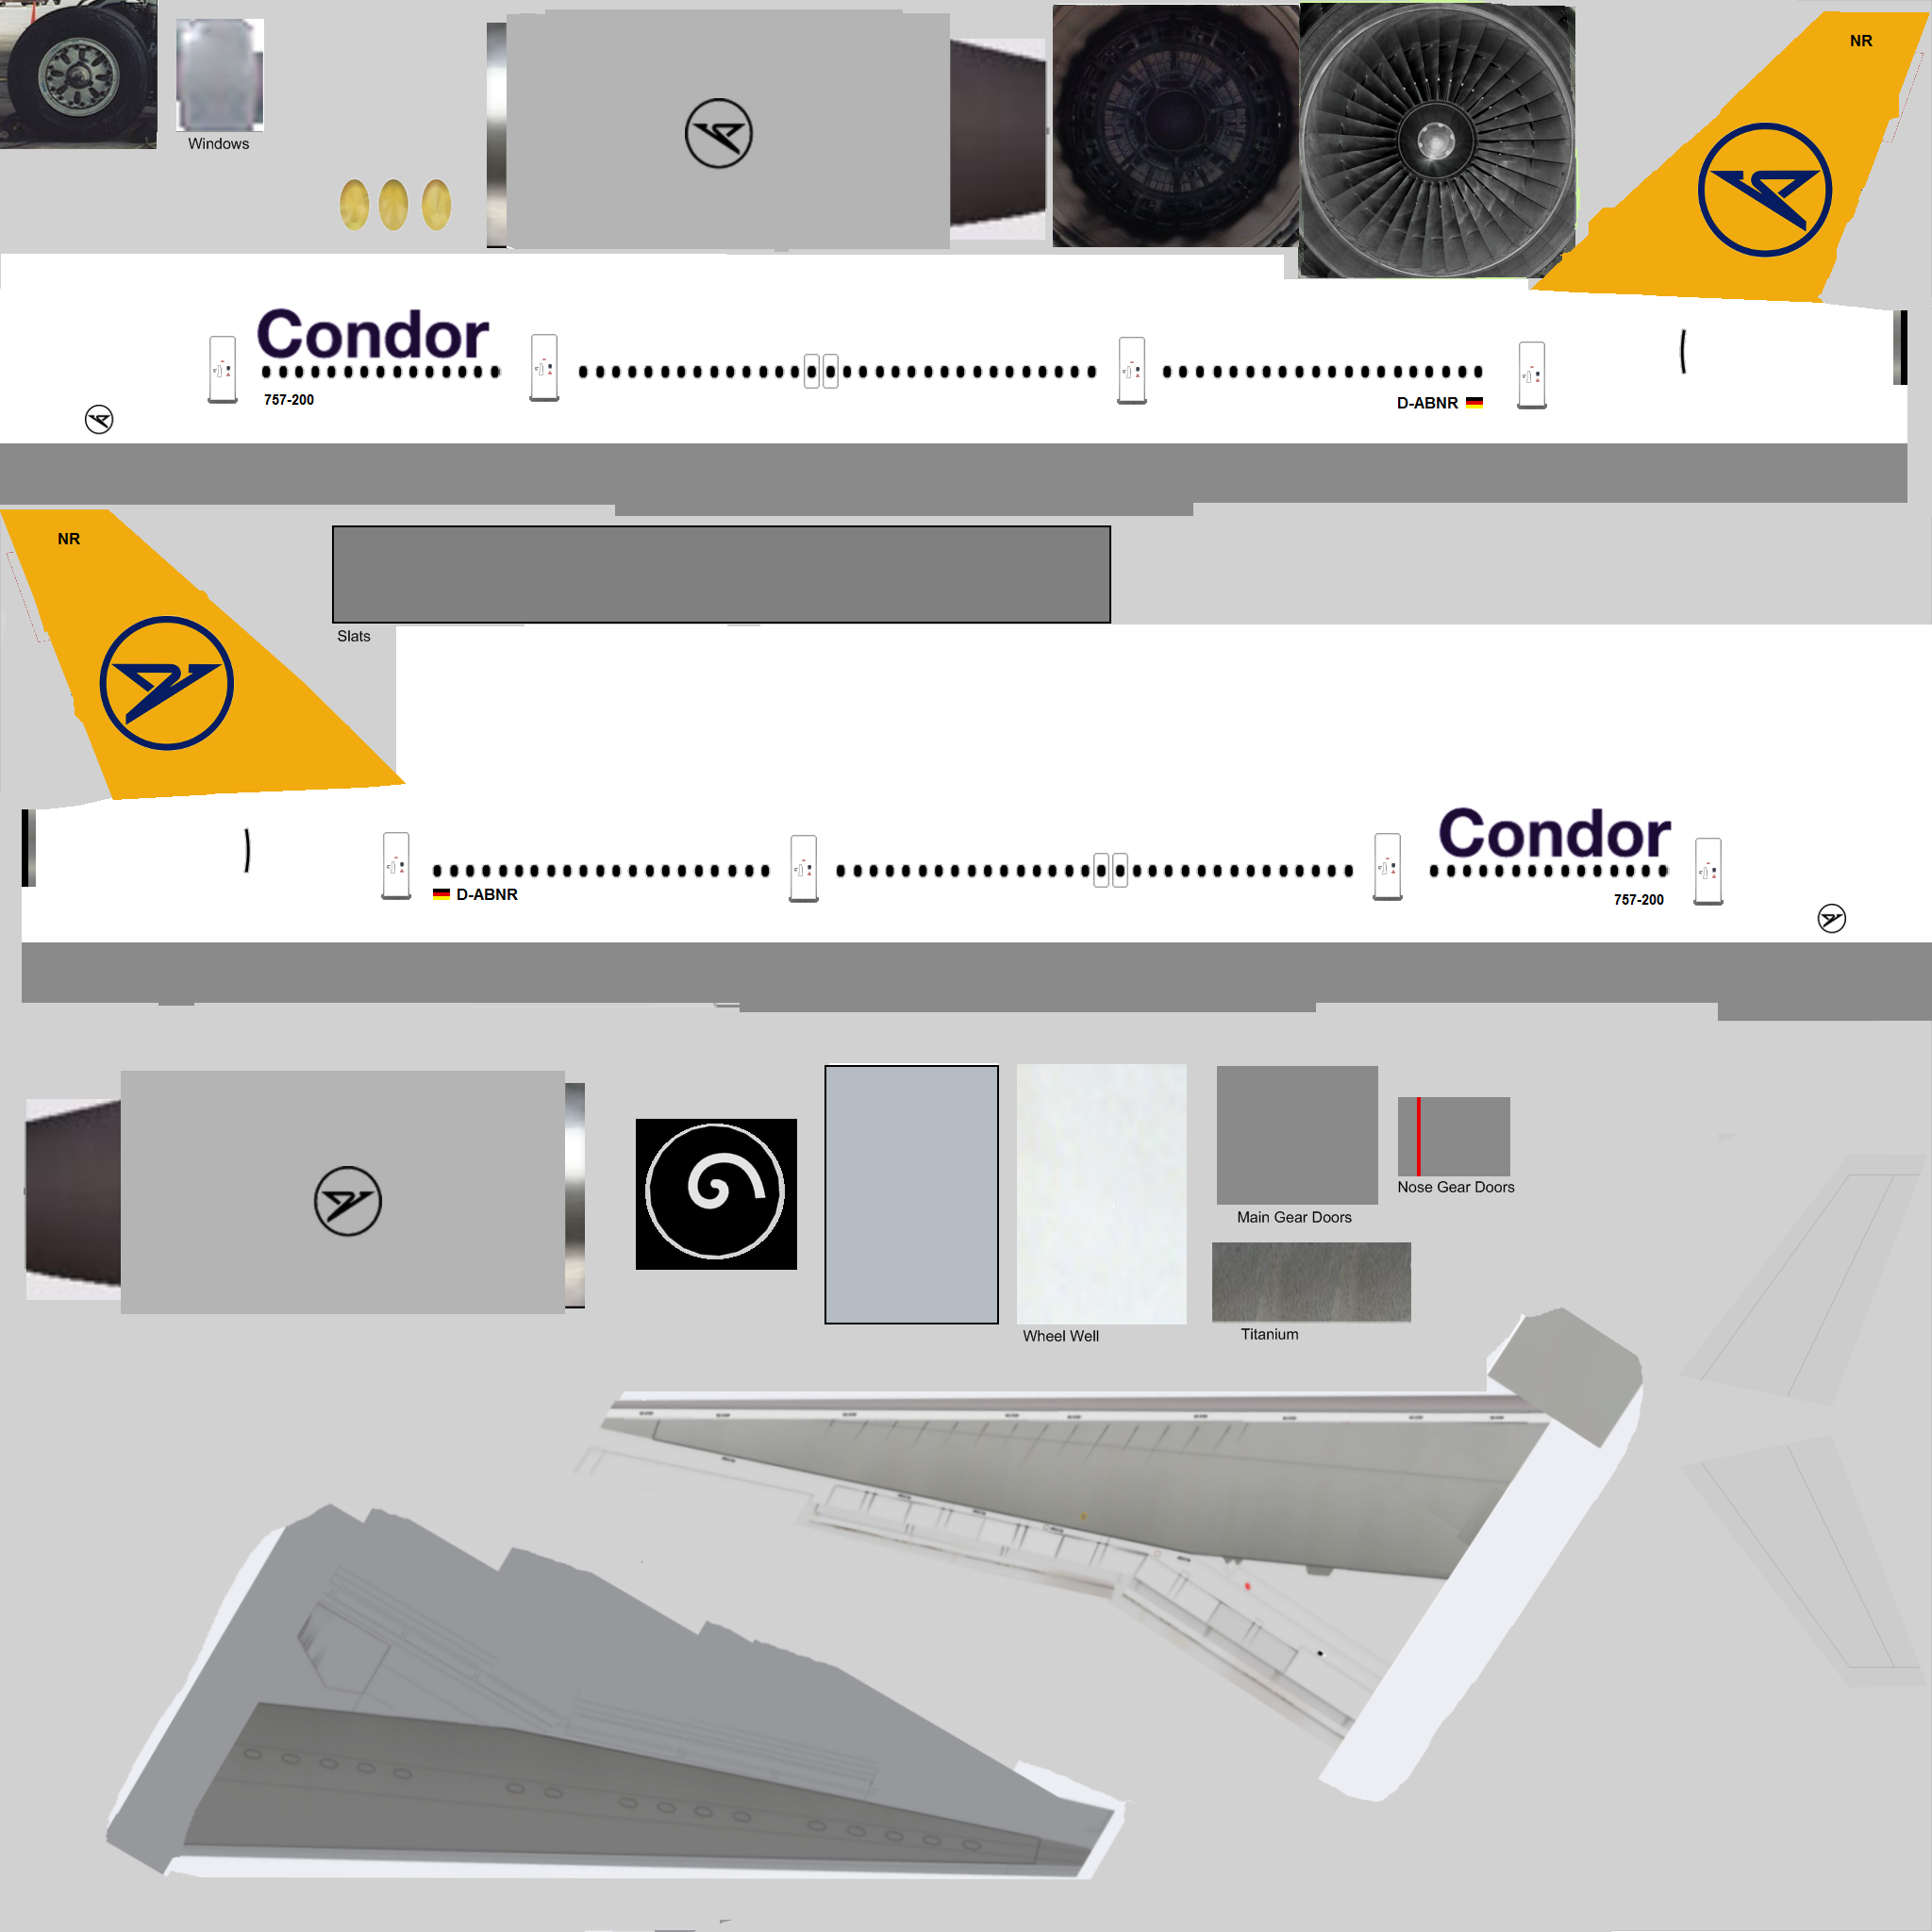 NR
Windows
Condor
757-200
D-ABNR
NR
Slats
Condor
D-ABNR
757-200
Nose Gear Doors
Main Gear Doors
Wheel Well
Titanium